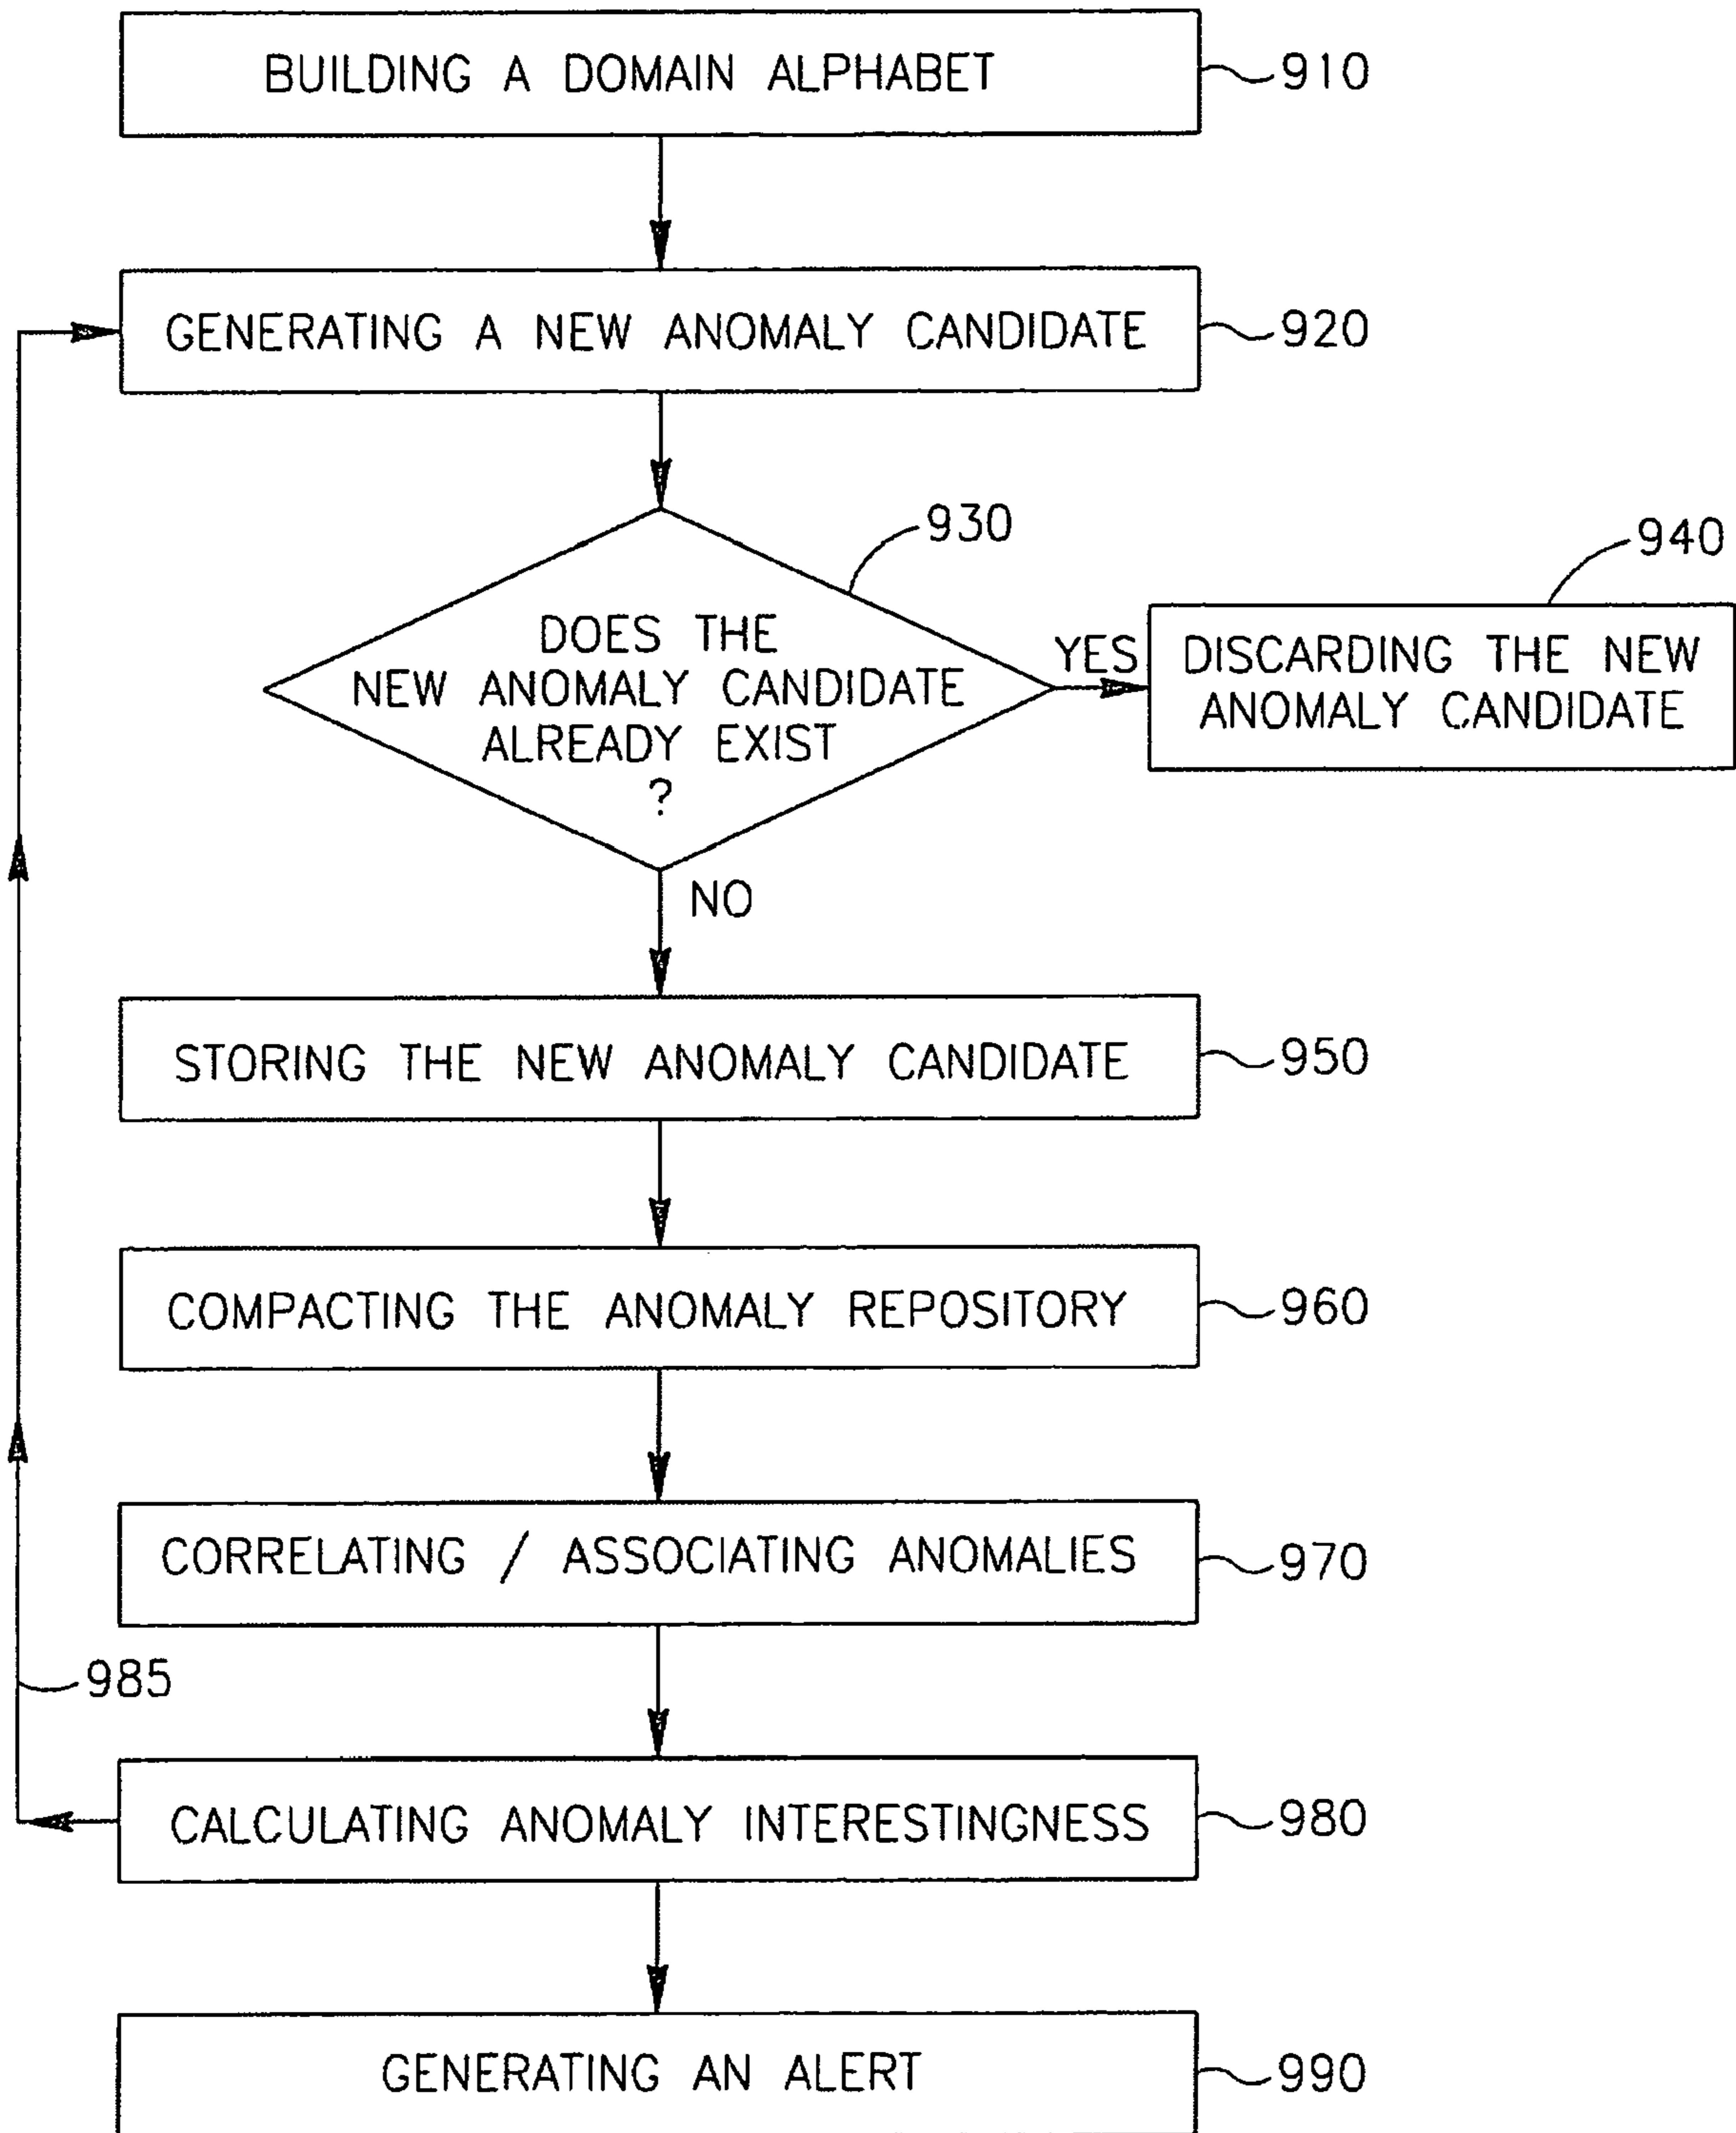 BUILDING A DOMAIN ALPHABET
910
GENERATING A NEW ANOMALY CANDIDATE
920
930
DOES THE
NEW ANOMALY CANDIDATE
ALREADY EXIST
?
YES
940
DISCARDING THE NEW
ANOMALY CANDIDATE
NO
STORING THE NEW ANOMALY CANDIDATE
950
COMPACTING THE ANOMALY REPOSITORY
960
CORRELATING / ASSOCIATING ANOMALIES
970
985
CALCULATING ANOMALY INTERESTINGNESS
980
GENERATING AN ALERT
990